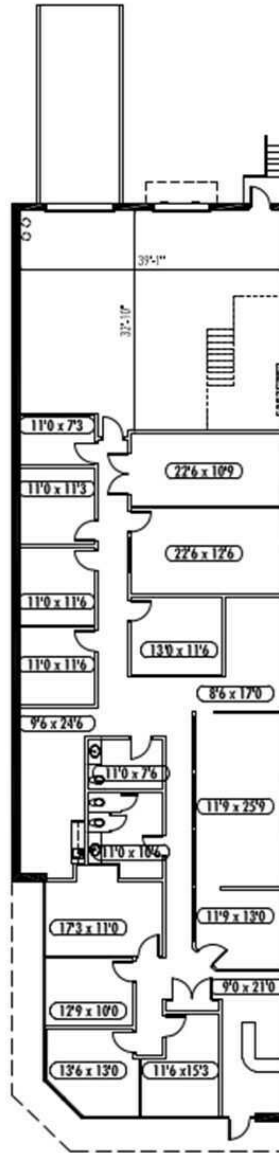 39'-1"
32'-10"
11'0 x 7'3
22'6 x 10'9
11'0 x 11'3
22'6 x 12'6
11'0 x 11'6
13'0 x 11'6
11'0 x 11'6
8'6 x 17'0
9'6 x 24'6
11'0 x 7'6
11'9 x 25'9
11'0 x 10'6
11'9 x 13'0
17'3 x 11'0
9'0 x 21'0
12'9 x 10'0
13'6 x 13'0
11'6 x 15'3